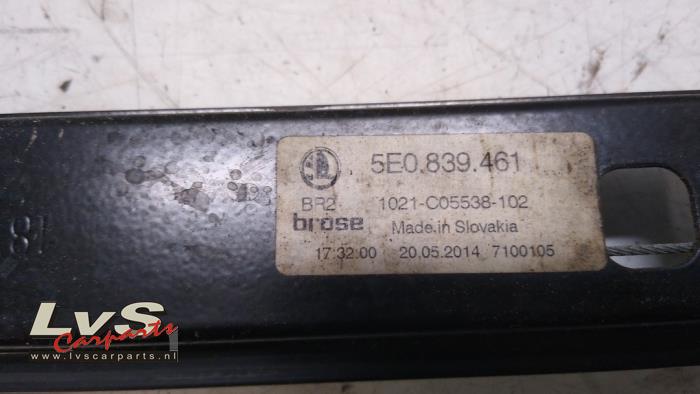 5E0.839.461
BR2 1021-C05538-102
brose Made in Slovakia
17:32:00 20.05.2014 7100105
18
LvS
Carparts
www.lvscarparts.nl